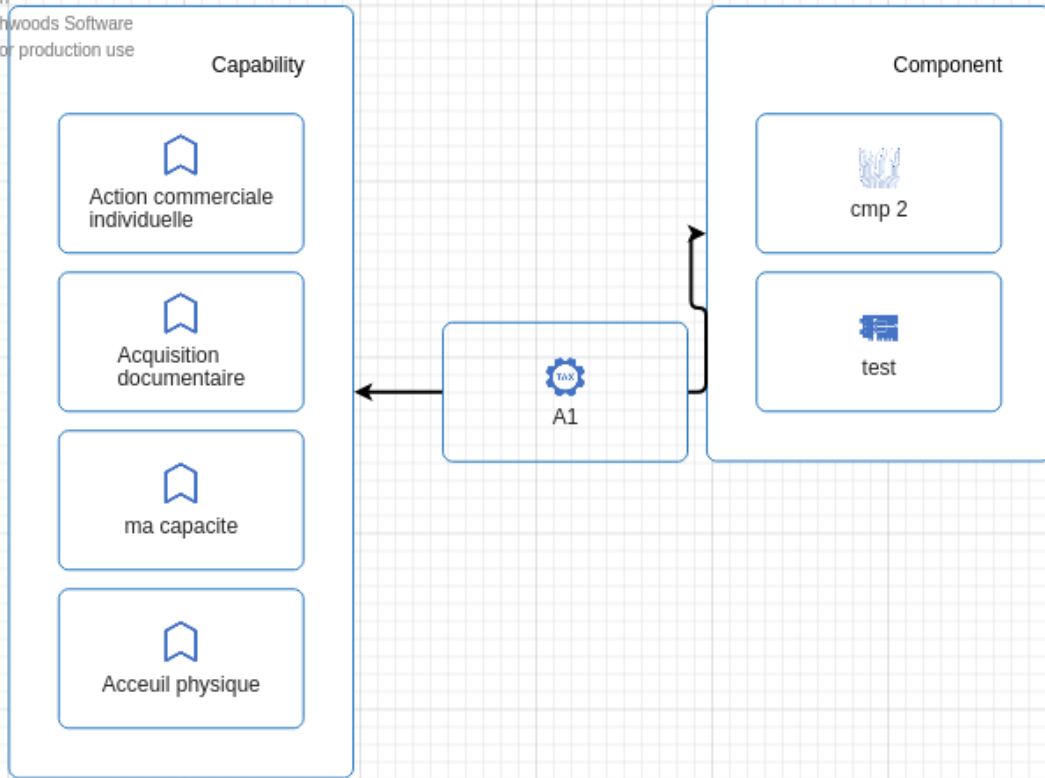 hwoods Software
or production use
Capability
Component
Action commerciale
individuelle
cmp 2
Acquisition
documentaire
test
TAX
A1
ma capacite
Acceuil physique